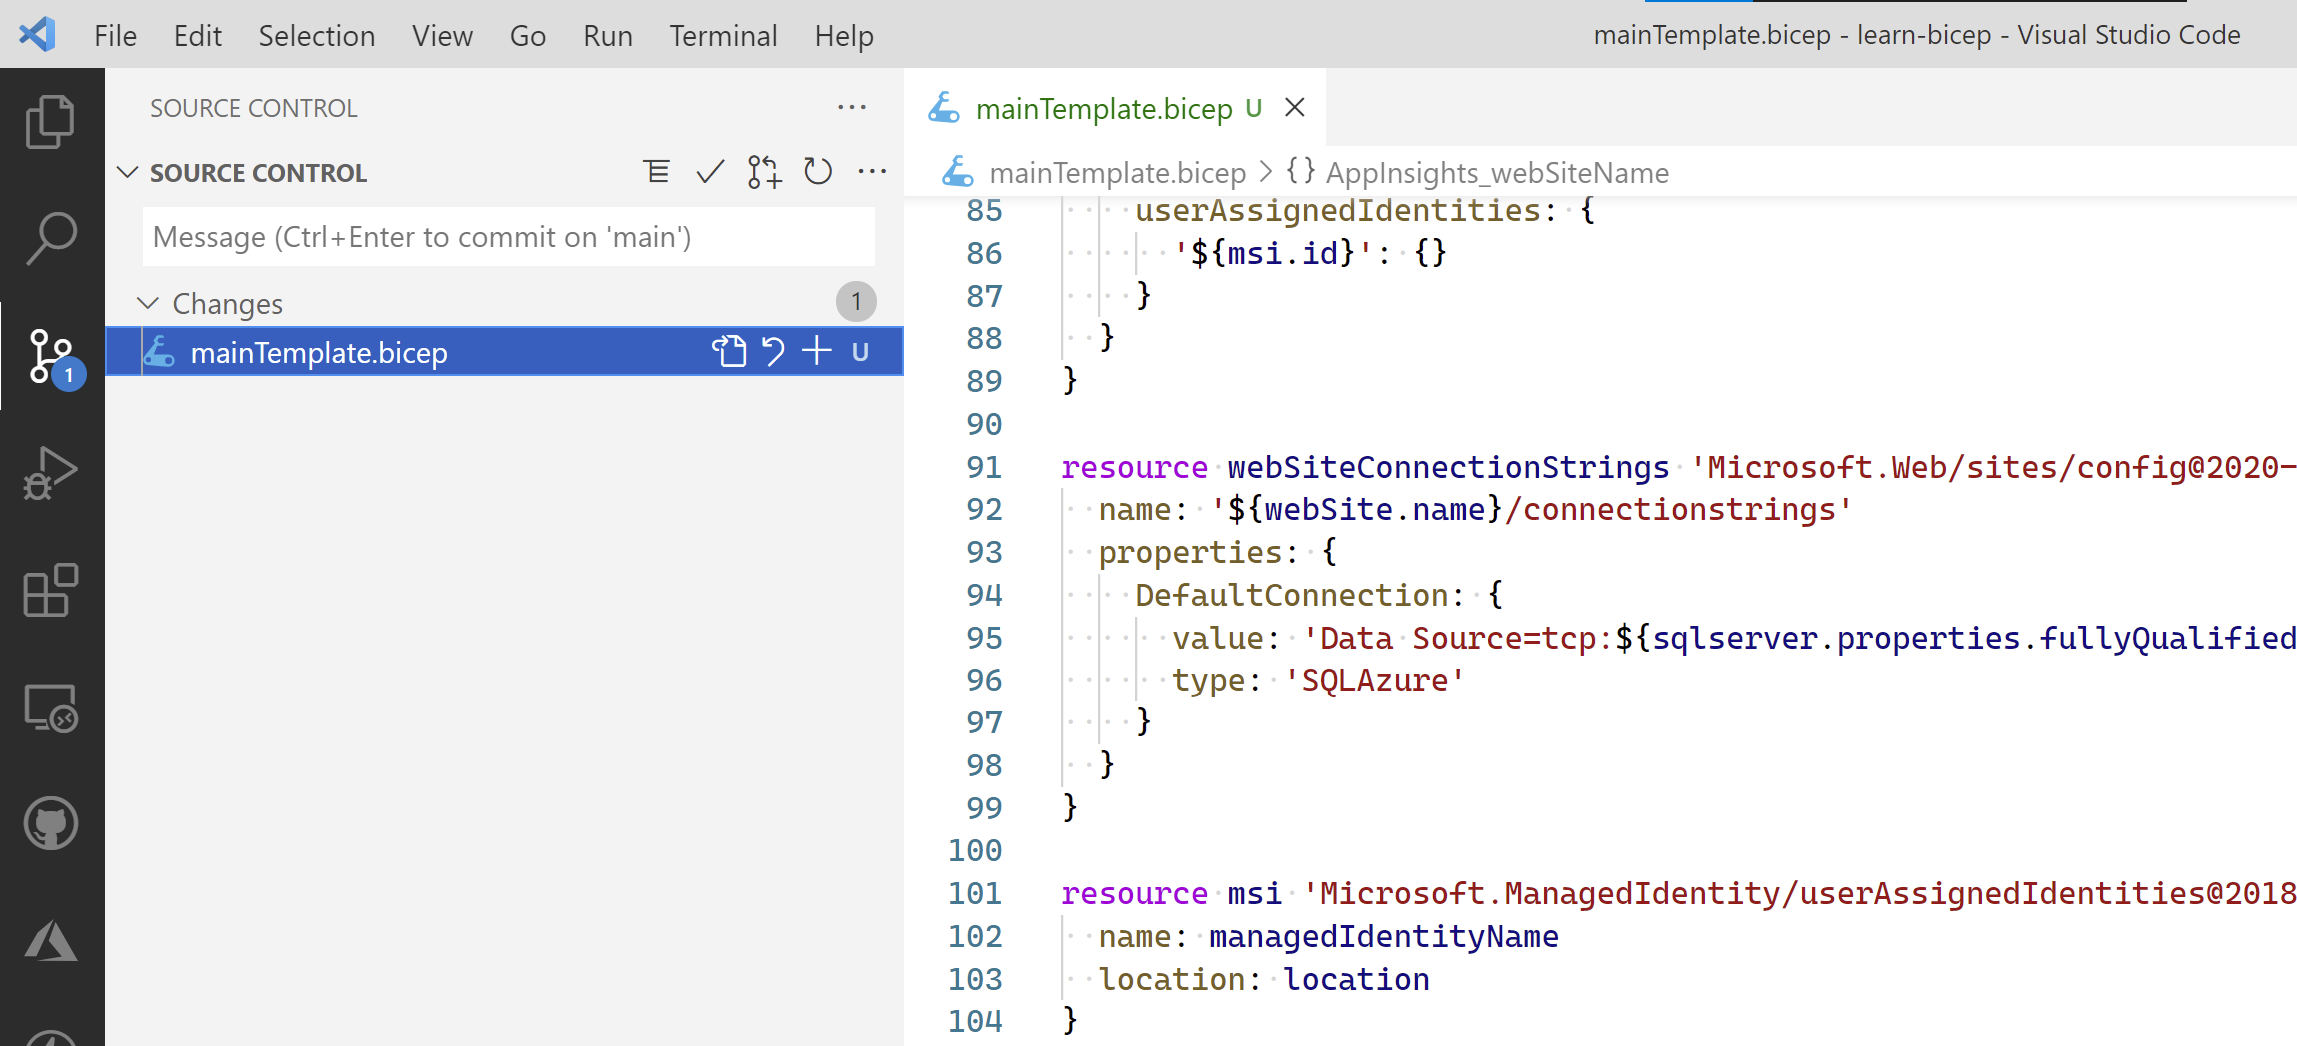 File Edit Selection View Go Run Terminal Help
mainTemplate.bicep - learn-bicep - Visual Studio Code
SOURCE CONTROL
SOURCE CONTROL
Message (Ctrl+Enter to commit on 'main')
Changes 1
mainTemplate.bicep U
1
mainTemplate.bicep U
mainTemplate.bicep > {} AppInsights_webSiteName
85 userAssignedIdentities: {
86 '${msi.id}': {}
87 }
88 }
89 }
90
91 resource webSiteConnectionStrings 'Microsoft.Web/sites/config@2020-
92 name: '${webSite.name}/connectionstrings'
93 properties: {
94 DefaultConnection: {
95 value: 'Data Source=tcp:${sqlserver.properties.fullyQualified
96 type: 'SQLAzure'
97 }
98 }
99 }
100
101 resource msi 'Microsoft.ManagedIdentity/userAssignedIdentities@2018
102 name: managedIdentityName
103 location: location
104 }